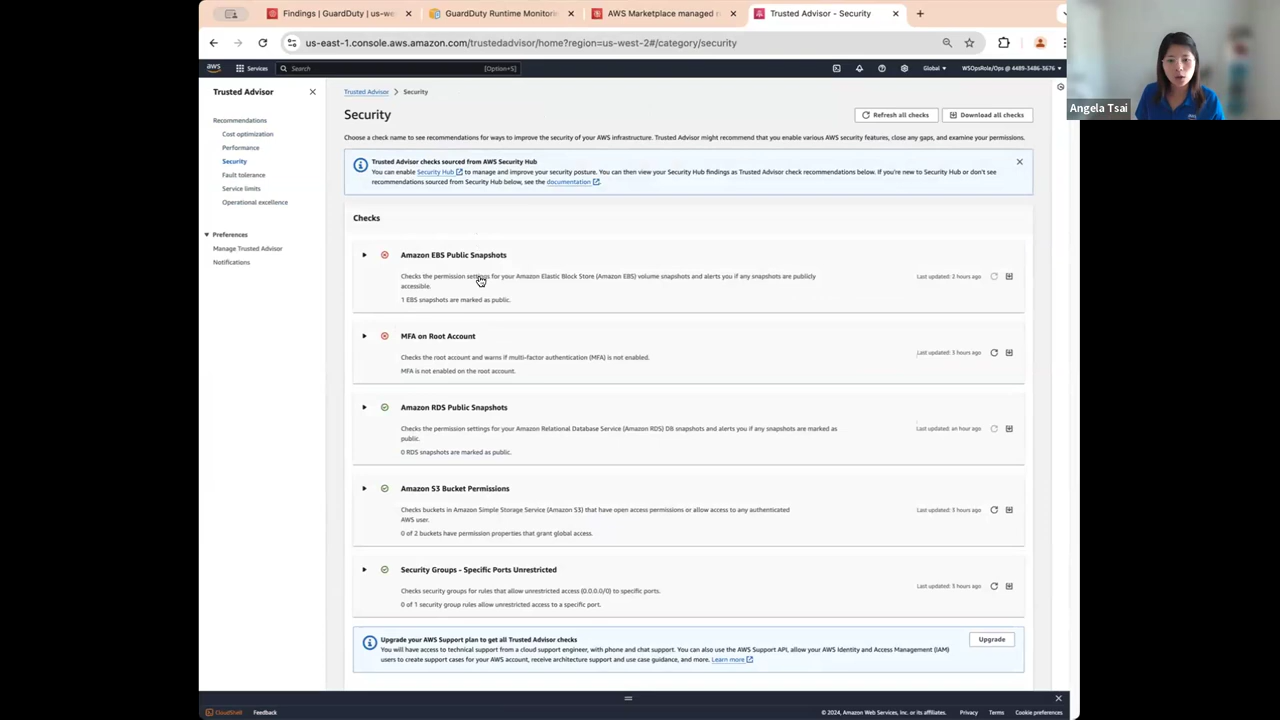 Findings | GuardDuty | us-we
GuardDuty Runtime Monitorin
AWS Marketplace managed r
Trusted Advisor - Security
us-east-1.console.aws.amazon.com/trustedadvisor/home?region=us-west-2#/category/security
aws
Services
Search
[Option+S]
Global
WSOpsRole/Ops @ 4489-3486-3676
Angela Tsai
Trusted Advisor
Recommendations
Cost optimization
Performance
Security
Fault tolerance
Service limits
Operational excellence
Preferences
Manage Trusted Advisor
Notifications
Trusted Advisor > Security
Security
Refresh all checks
Download all checks
Choose a check name to see recommendations for ways to improve the security of your AWS infrastructure. Trusted Advisor might recommend that you enable various AWS security features, close any gaps, and examine your permissions.
Trusted Advisor checks sourced from AWS Security Hub
You can enable Security Hub to manage and improve your security posture. You can then view your Security Hub findings as Trusted Advisor check recommendations below. If you're new to Security Hub or don't see
recommendations sourced from Security Hub below, see the documentation.
Checks
Amazon EBS Public Snapshots
Checks the permission settings for your Amazon Elastic Block Store (Amazon EBS) volume snapshots and alerts you if any snapshots are publicly
accessible.
1 EBS snapshots are marked as public.
Last updated: 2 hours ago
MFA on Root Account
Checks the root account and warns if multi-factor authentication (MFA) is not enabled.
MFA is not enabled on the root account.
Last updated: 3 hours ago
Amazon RDS Public Snapshots
Checks the permission settings for your Amazon Relational Database Service (Amazon RDS) DB snapshots and alerts you if any snapshots are marked as
public.
0 RDS snapshots are marked as public.
Last updated: an hour ago
Amazon S3 Bucket Permissions
Checks buckets in Amazon Simple Storage Service (Amazon S3) that have open access permissions or allow access to any authenticated
AWS user.
0 of 2 buckets have permission properties that grant global access.
Last updated: 3 hours ago
Security Groups - Specific Ports Unrestricted
Checks security groups for rules that allow unrestricted access (0.0.0.0/0) to specific ports.
0 of 1 security group rules allow unrestricted access to a specific port.
Last updated: 3 hours ago
Upgrade your AWS Support plan to get all Trusted Advisor checks
You will have access to technical support from a cloud support engineer, with phone and chat support. You can also use the AWS Support API, allow your AWS Identity and Access Management (IAM)
users to create support cases for your AWS account, receive architecture support and use case guidance, and more. Learn more
Upgrade
CloudShell
Feedback
© 2024, Amazon Web Services, Inc. or its affiliates.
Privacy
Terms
Cookie preferences